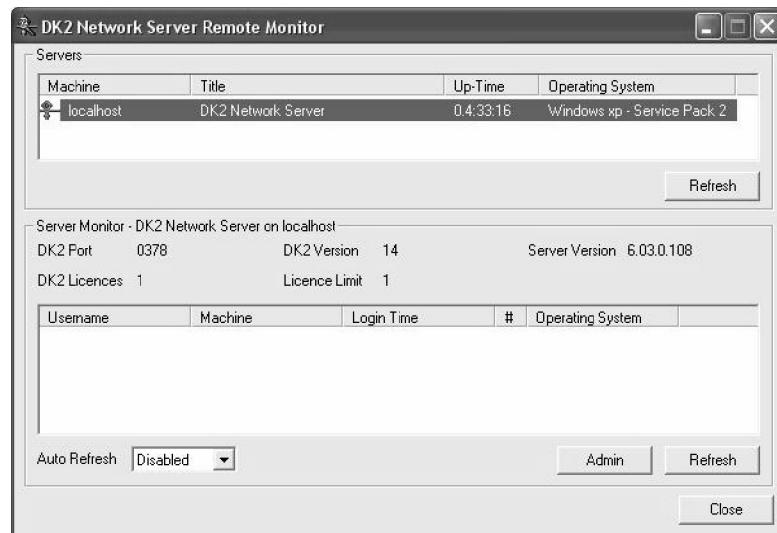 DK2 Network Server Remote Monitor
Servers
Machine Title Up-Time Operating System
localhost DK2 Network Server 0.4:33:16 Windows xp - Service Pack 2
Refresh
Server Monitor - DK2 Network Server on localhost
DK2 Port 0378 DK2 Version 14 Server Version 6.03.0.108
DK2 Licences 1 Licence Limit 1
Username Machine Login Time # Operating System
Auto Refresh Disabled Admin Refresh
Close